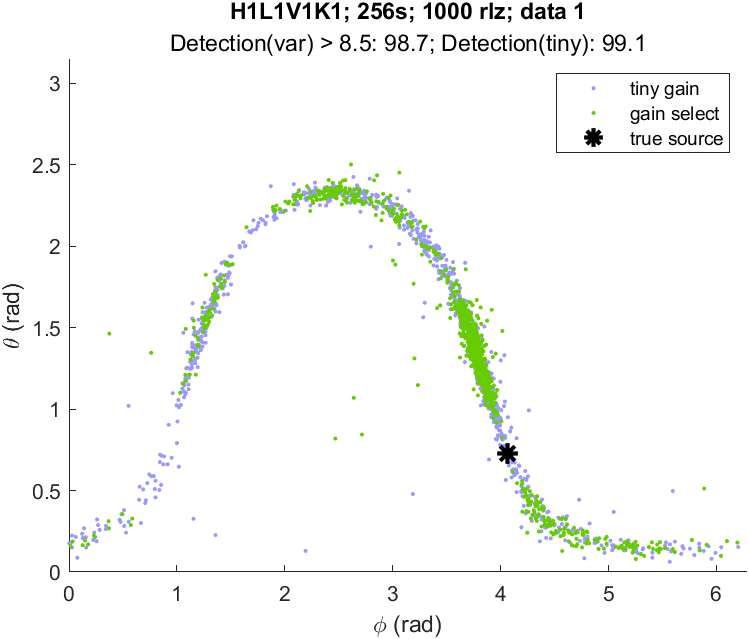 H1L1V1K1; 256s; 1000 rlz; data 1
Detection(var) > 8.5: 98.7; Detection(tiny): 99.1
tiny gain
gain select
true source
θ (rad)
3
2.5
2
1.5
1
0.5
0
0 1 2 3 4 5 6
ϕ (rad)